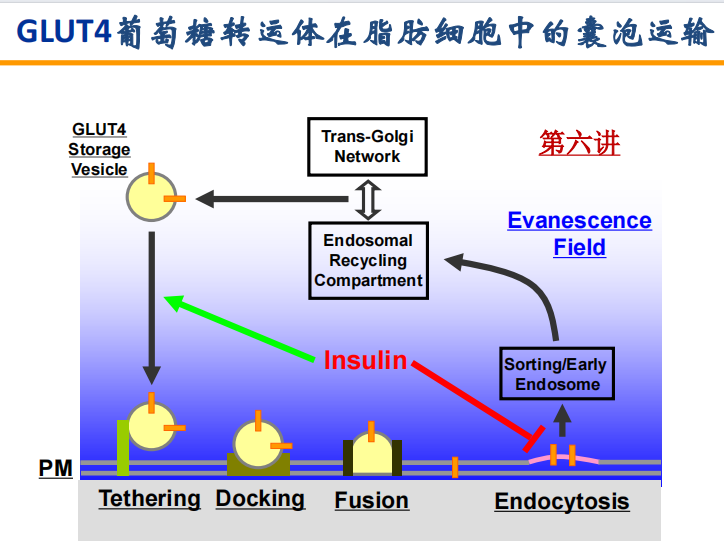 GLUT4葡萄糖转运体在脂肪细胞中的囊泡运输
GLUT4
Storage
Vesicle
Trans-Golgi
Network
第六讲
Evanescence
Field
Endosomal
Recycling
Compartment
Insulin
Sorting/Early
Endosome
PM
Tethering
Docking
Fusion
Endocytosis